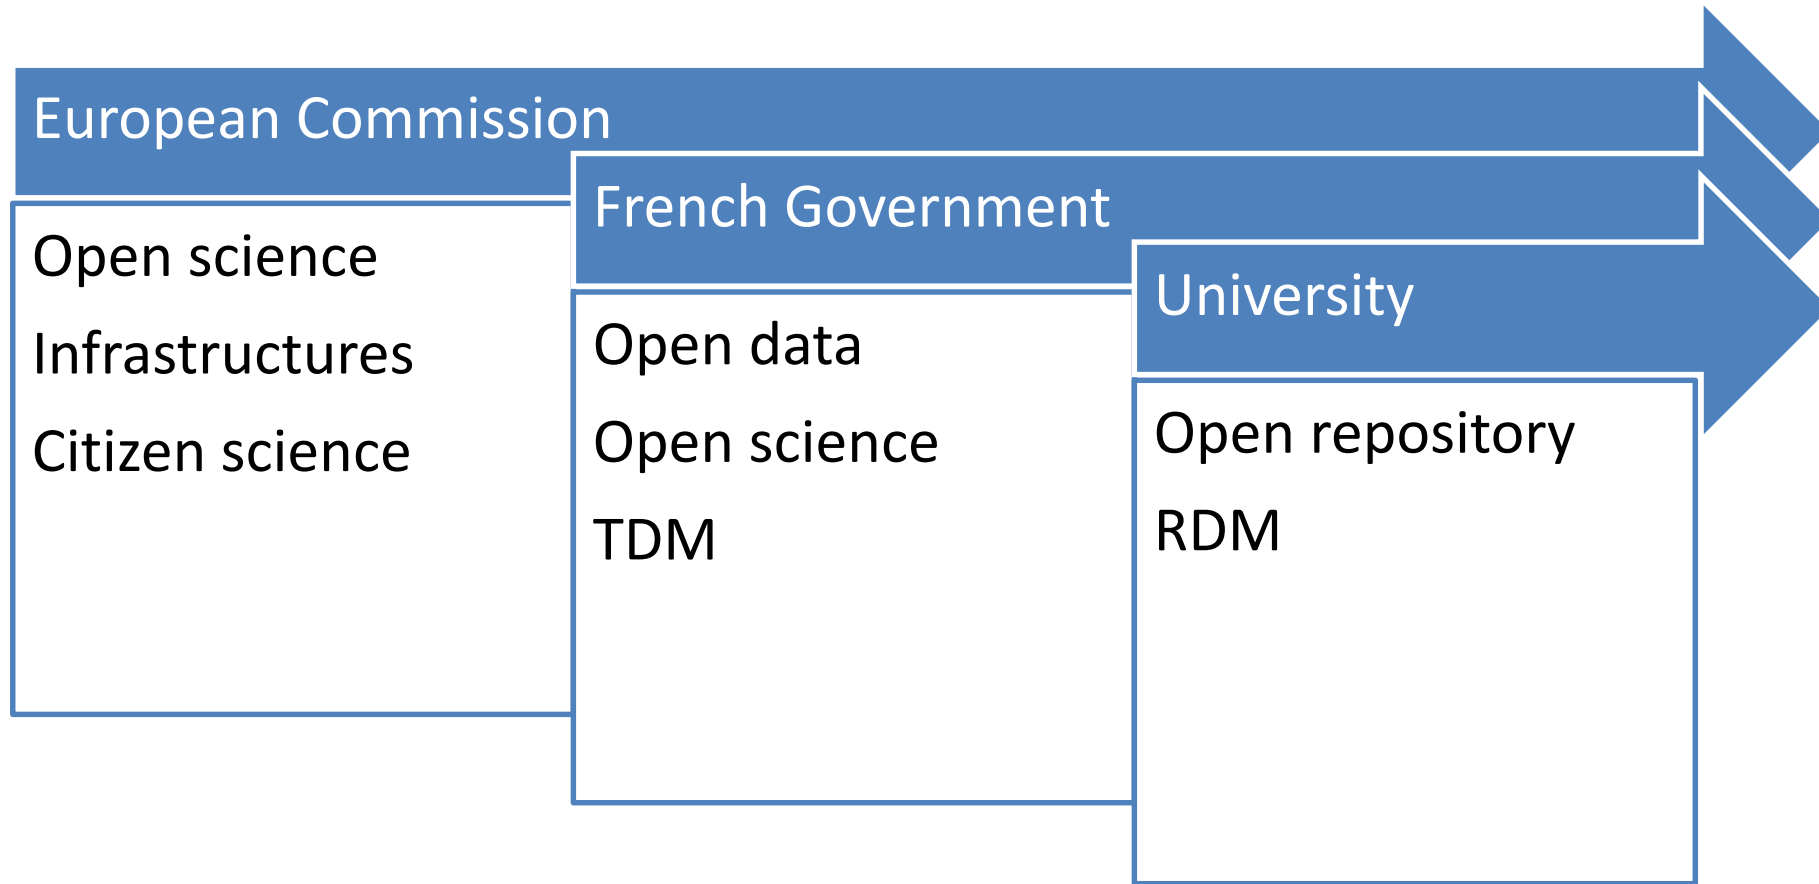 European Commission
Open science
Infrastructures
Citizen science
French Government
Open data
Open science
TDM
University
Open repository
RDM